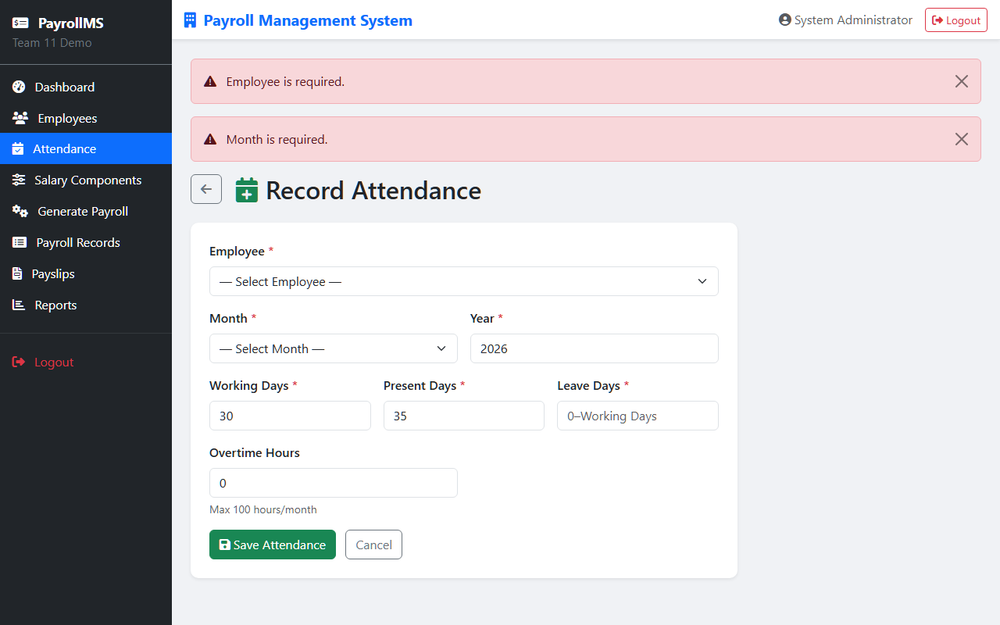 PayrollMS
Team 11 Demo
Dashboard
Employees
Attendance
Salary Components
Generate Payroll
Payroll Records
Payslips
Reports
Logout
Payroll Management System
System Administrator
Logout
Employee is required.
Month is required.
Record Attendance
Employee *
— Select Employee —
Month *
Year *
— Select Month —
2026
Working Days *
Present Days *
Leave Days *
30
35
0–Working Days
Overtime Hours
0
Max 100 hours/month
Save Attendance
Cancel